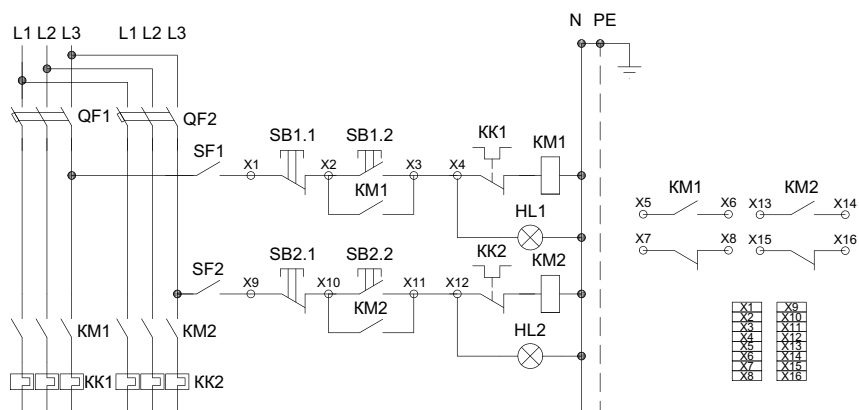 L1 L2 L3
L1 L2 L3
N PE
QF1
QF2
SF1
X1
SB1.1
X2
SB1.2
X3
X4
KK1
KM1
KM1
HL1
SF2
X9
SB2.1
X10
SB2.2
X11
X12
KK2
KM2
KM2
HL2
KM1
KM2
KK1
KK2
KM1
X5
X6
KM2
X13
X14
X7
X8
X15
X16
X1 X9
X2 X10
X3 X11
X4 X12
X5 X13
X6 X14
X7 X15
X8 X16